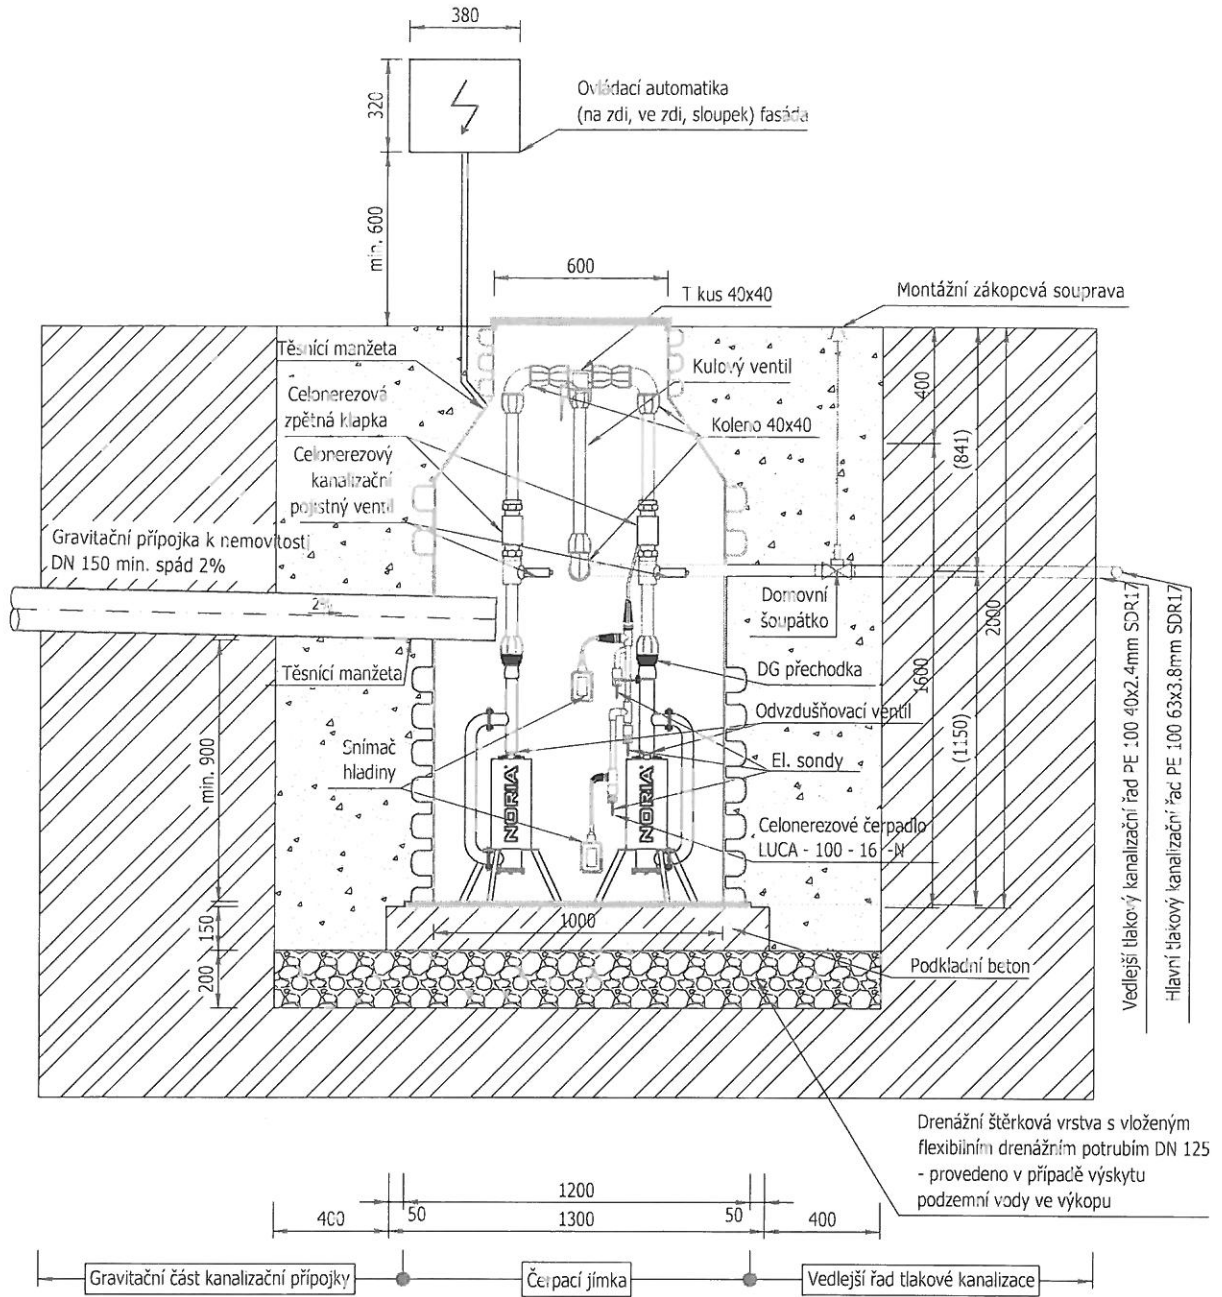 380
320
Ovládací automatika
(na zdi, ve zdi, sloupek) fasáda
min. 600
600
T kus 40x40
Montážní zákopová souprava
Těsnící manžeta
Kulový ventil
400
Celonerezová
zpětná klapka
Koleno 40x40
(841)
Celonerezový
kanalizační
pojistný ventil
Gravitační přípojka k nemovitosti
DN 150 min. spád 2%
2%
Domovní
šoupátko
2000
Těsnící manžeta
DG přechodka
1600
Odvzdušňovací ventil
(1150)
min. 900
Snímač
hladiny
El. sondy
NORIA®
NORIA®
Celonerezové čerpadlo
LUCA - 100 - 16 -N
1000
150
200
Podkladní beton
Vedlejší tlakový kanalizační řad PE 100 40x2.4mm SDR17
Hlavní tlakový kanalizační řad PE 100 63x3.8mm SDR17
Drenážní štěrková vrstva s vloženým
flexibilním drenážním potrubím DN 125
- provedeno v případě výskytu
podzemní vody ve výkopu
1200
400
50
1300
50
400
Gravitační část kanalizační přípojky
Čerpací jímka
Vedlejší řad tlakové kanalizace